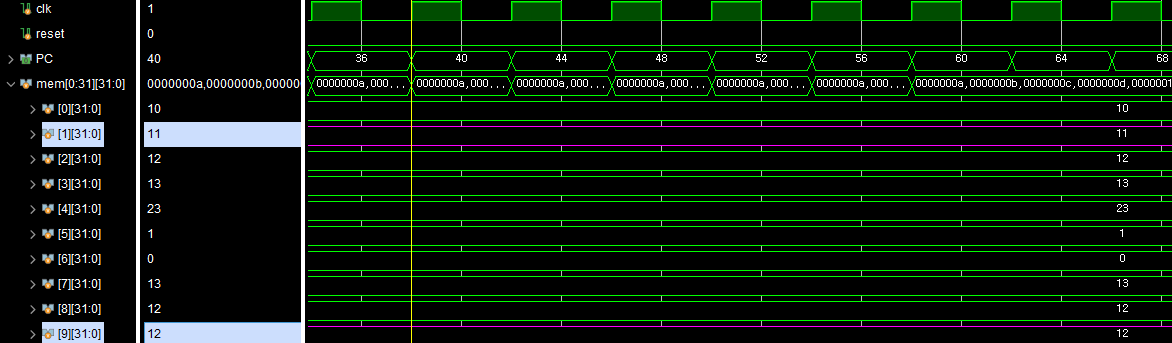 clk 1
reset 0
PC 40 36 40 44 48 52 56 60 64 68
mem[0:31][31:0] 0000000a,0000000b,00000 0000000a,000... 0000000a,000... 0000000a,000... 0000000a,000... 0000000a,000... 0000000a,000... 0000000a,0000000b,0000000c,0000000d,0000001
[0][31:0] 10 10
[1][31:0] 11 11
[2][31:0] 12 12
[3][31:0] 13 13
[4][31:0] 23 23
[5][31:0] 1 1
[6][31:0] 0 0
[7][31:0] 13 13
[8][31:0] 12 12
[9][31:0] 12 12